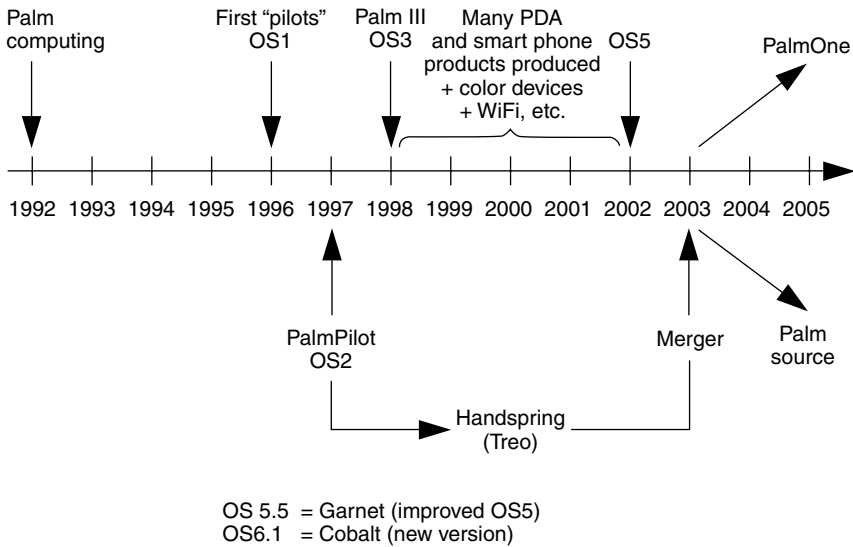 Palm
computing
First “pilots”
OS1
Palm III
OS3
Many PDA
and smart phone
products produced
+ color devices
+ WiFi, etc.
OS5
PalmOne
1992 1993 1994 1995 1996 1997 1998 1999 2000 2001 2002 2003 2004 2005
PalmPilot
OS2
Handspring
(Treo)
Merger
Palm
source
OS 5.5 = Garnet (improved OS5)
OS6.1 = Cobalt (new version)